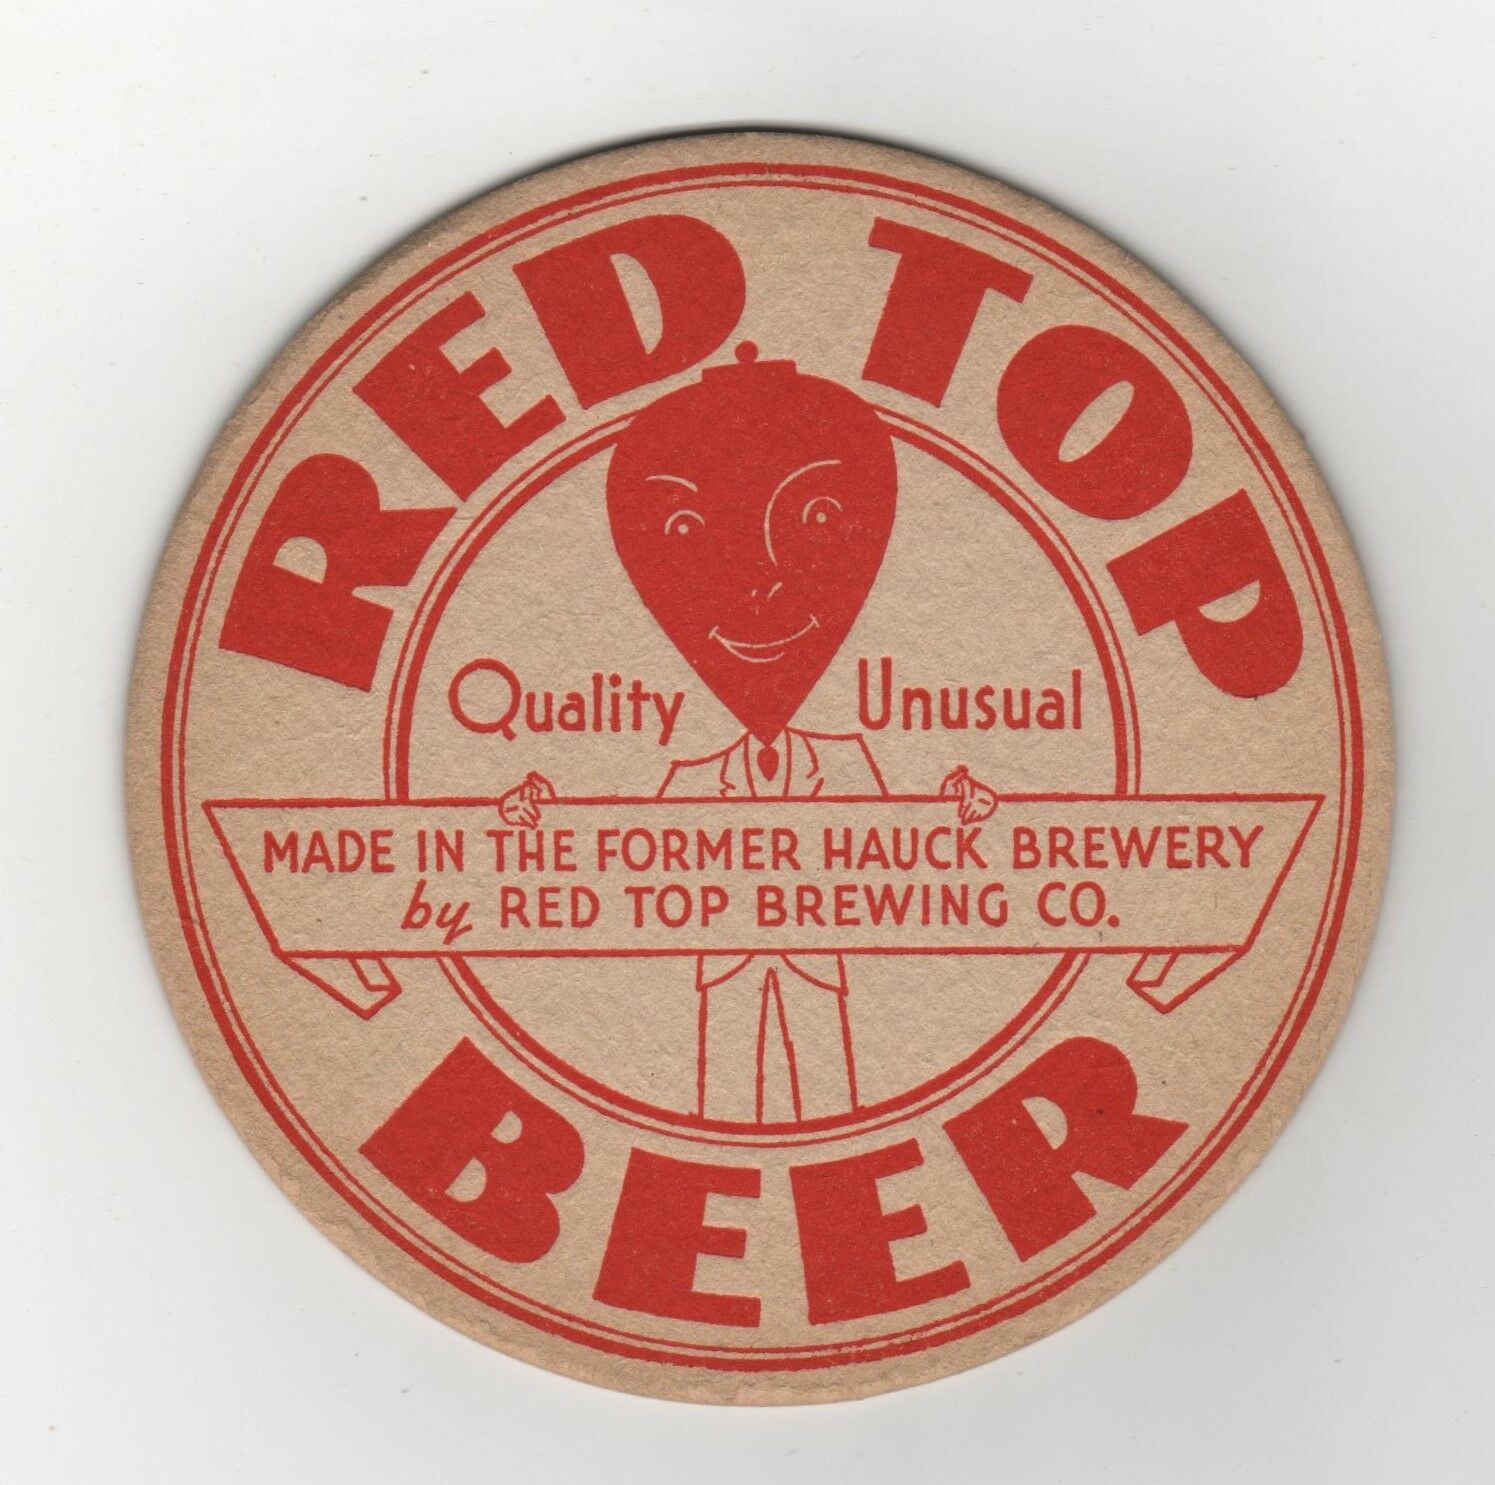 RED TOP
Quality Unusual
MADE IN THE FORMER HAUCK BREWERY
by RED TOP BREWING CO.
BEER